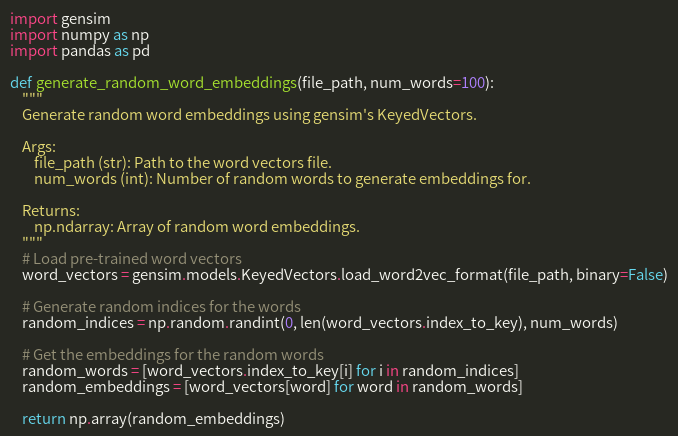 import gensim
import numpy as np
import pandas as pd
def generate_random_word_embeddings(file_path, num_words=100):
"""
Generate random word embeddings using gensim's KeyedVectors.
Args:
file_path (str): Path to the word vectors file.
num_words (int): Number of random words to generate embeddings for.
Returns:
np.ndarray: Array of random word embeddings.
"""
# Load pre-trained word vectors
word_vectors = gensim.models.KeyedVectors.load_word2vec_format(file_path, binary=False)
# Generate random indices for the words
random_indices = np.random.randint(0, len(word_vectors.index_to_key), num_words)
# Get the embeddings for the random words
random_words = [word_vectors.index_to_key[i] for i in random_indices]
random_embeddings = [word_vectors[word] for word in random_words]
return np.array(random_embeddings)